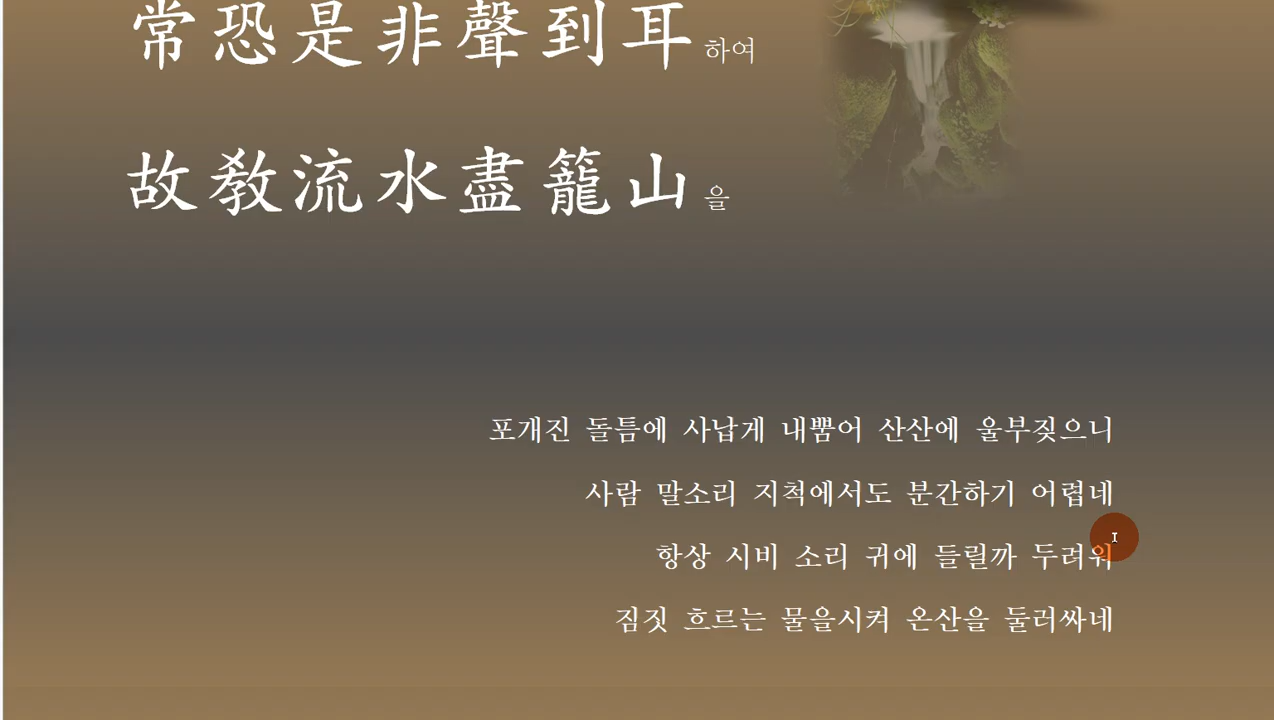 常恐是非聲到耳하여
故敎流水盡籠山을
포개진 돌틈에 사납게 내뿜어 산산에 울부짖으니
사람 말소리 지척에서도 분간하기 어렵네
항상 시비 소리 귀에 들릴까 두려워
짐짓 흐르는 물을시켜 온산을 둘러싸네